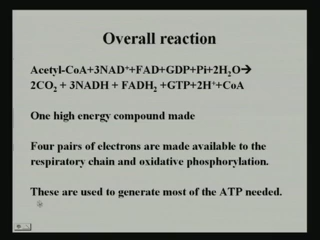 Overall reaction
Acetyl-CoA+3NAD⁺+FAD+GDP+Pi+2H₂O→
2CO₂ + 3NADH + FADH₂ +GTP+2H⁺+CoA
One high energy compound made
Four pairs of electrons are made available to the
respiratory chain and oxidative phosphorylation.
These are used to generate most of the ATP needed.